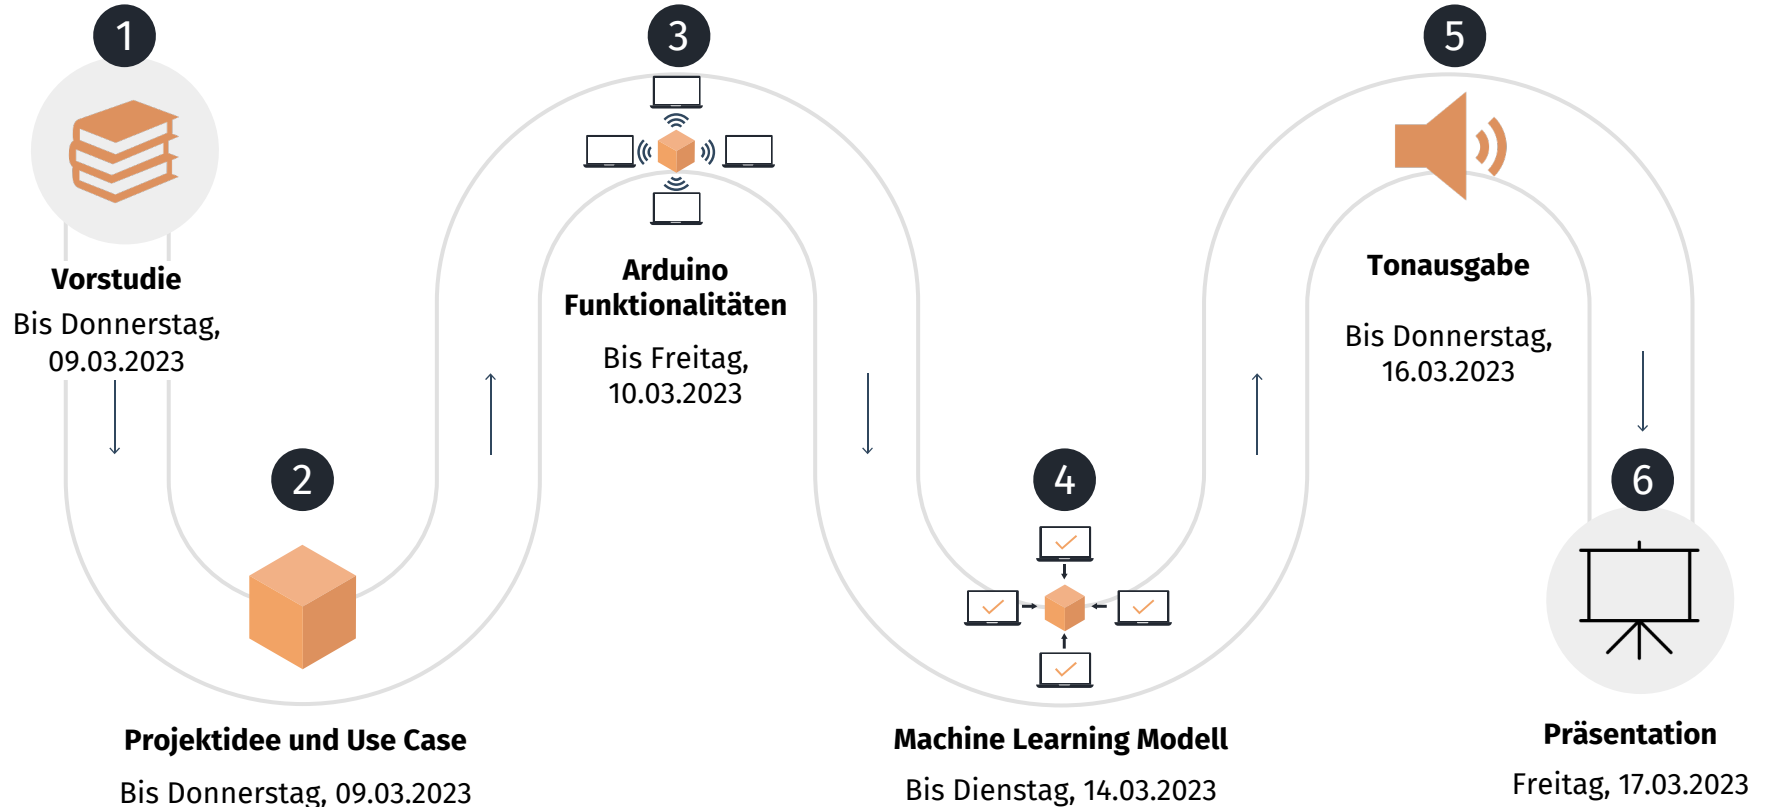 1
Vorstudie
Bis Donnerstag,
09.03.2023
2
Projektidee und Use Case
Bis Donnerstag, 09.03.2023
3
Arduino
Funktionalitäten
Bis Freitag,
10.03.2023
4
Machine Learning Modell
Bis Dienstag, 14.03.2023
5
Tonausgabe
Bis Donnerstag,
16.03.2023
6
Präsentation
Freitag, 17.03.2023